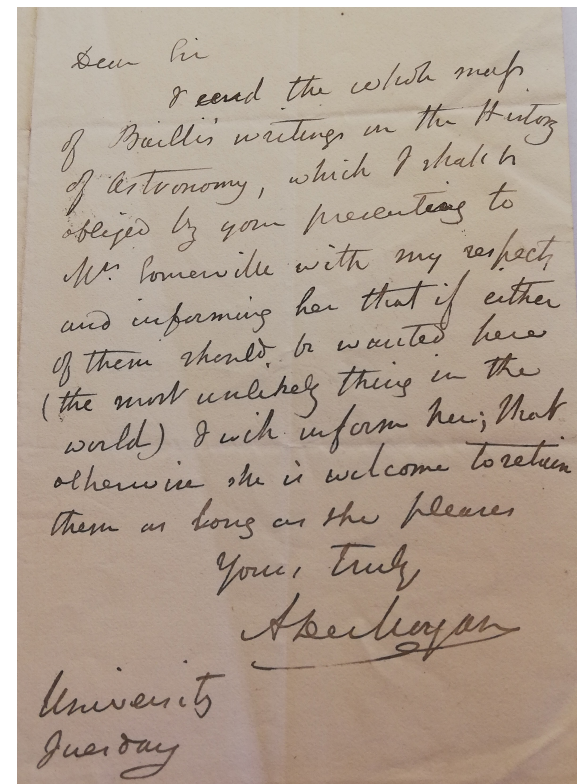 Dear Sir
I send the whole mass
of Bailli's writings on the History
of Astronomy, which I shall be
obliged by your presenting to
Mrs Somerville with my respects,
and informing her that if either
of them should be wanted here
(the most unlikely thing in the
world) I will inform her; that
otherwise she is welcome to retain
them as long as she pleases
Yours truly
A De Morgan
University
Tuesday